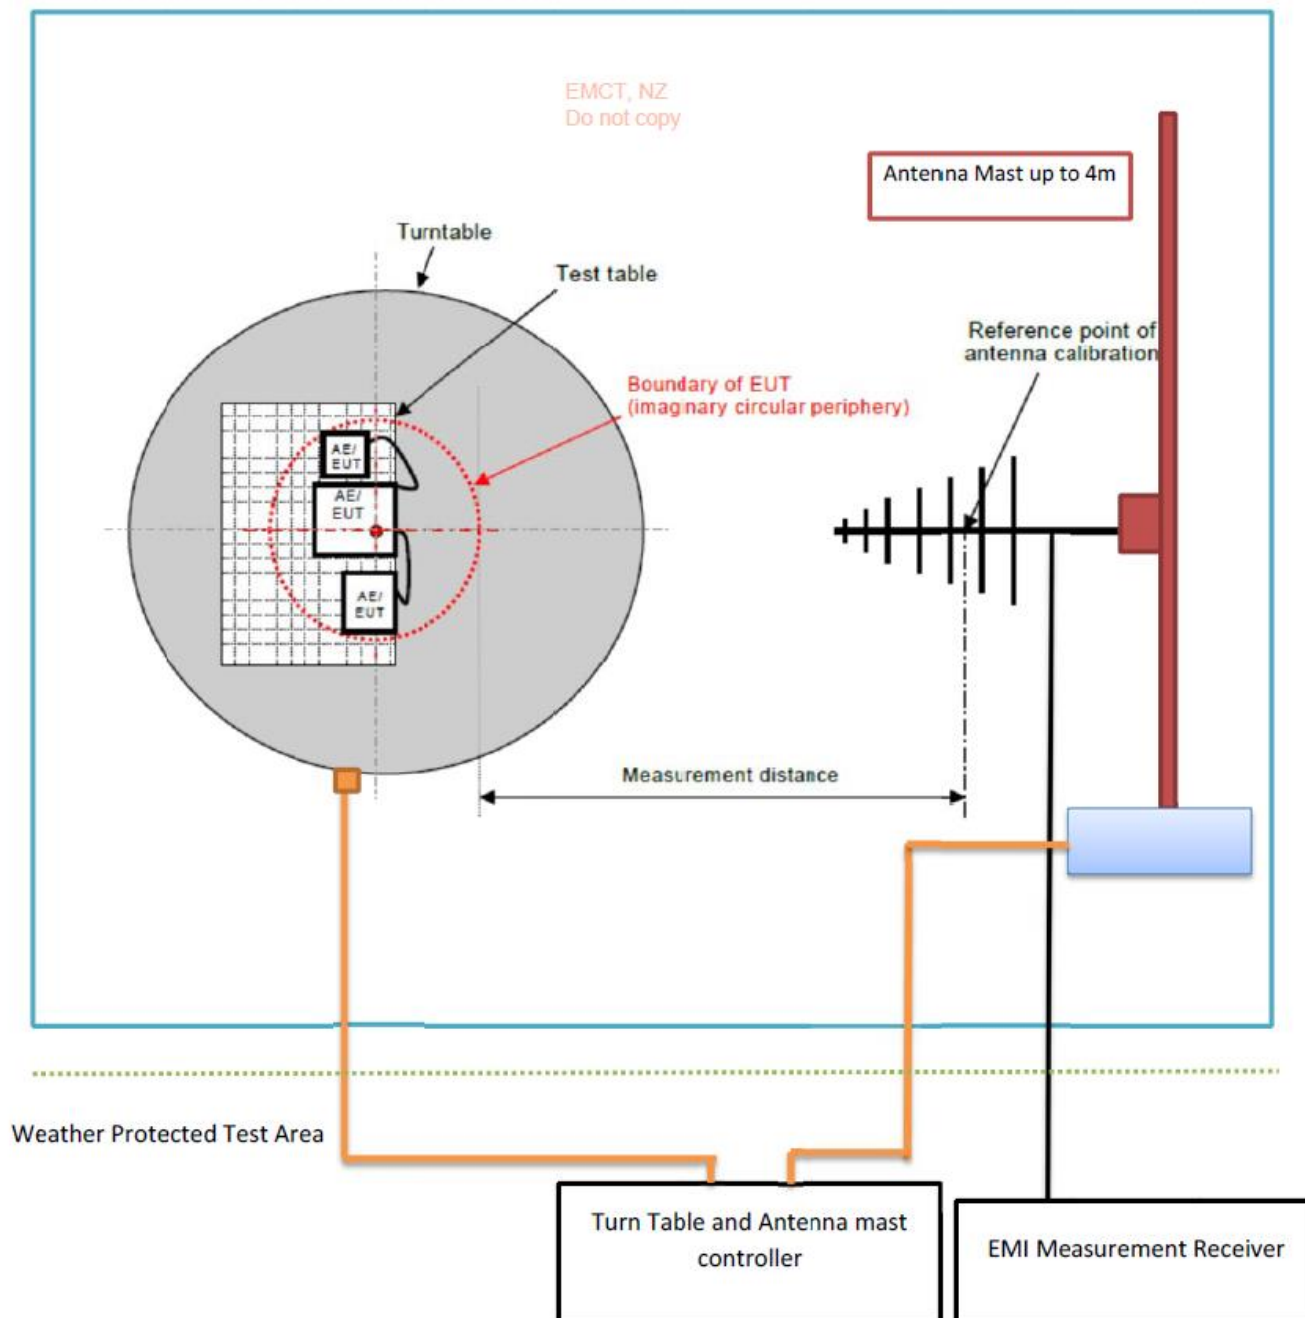 EMCT, NZ
Do not copy
Antenna Mast up to 4m
Turntable
Test table
Reference point of
antenna calibration
Boundary of EUT
(imaginary circular periphery)
AE/
EUT
AE/
EUT
AE/
EUT
Measurement distance
Weather Protected Test Area
Turn Table and Antenna mast
controller
EMI Measurement Receiver